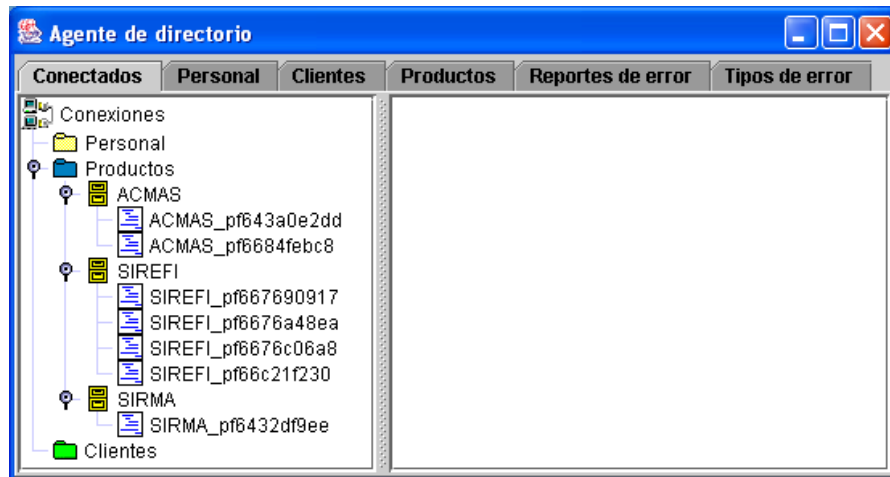 Agente de directorio
Conectados Personal Clientes Productos Reportes de error Tipos de error
Conexiones
Personal
Productos
ACMAS
ACMAS_pf643a0e2dd
ACMAS_pf6684febc8
SIREFI
SIREFI_pf667690917
SIREFI_pf6676a48ea
SIREFI_pf6676c06a8
SIREFI_pf66c21f230
SIRMA
SIRMA_pf6432df9ee
Clientes